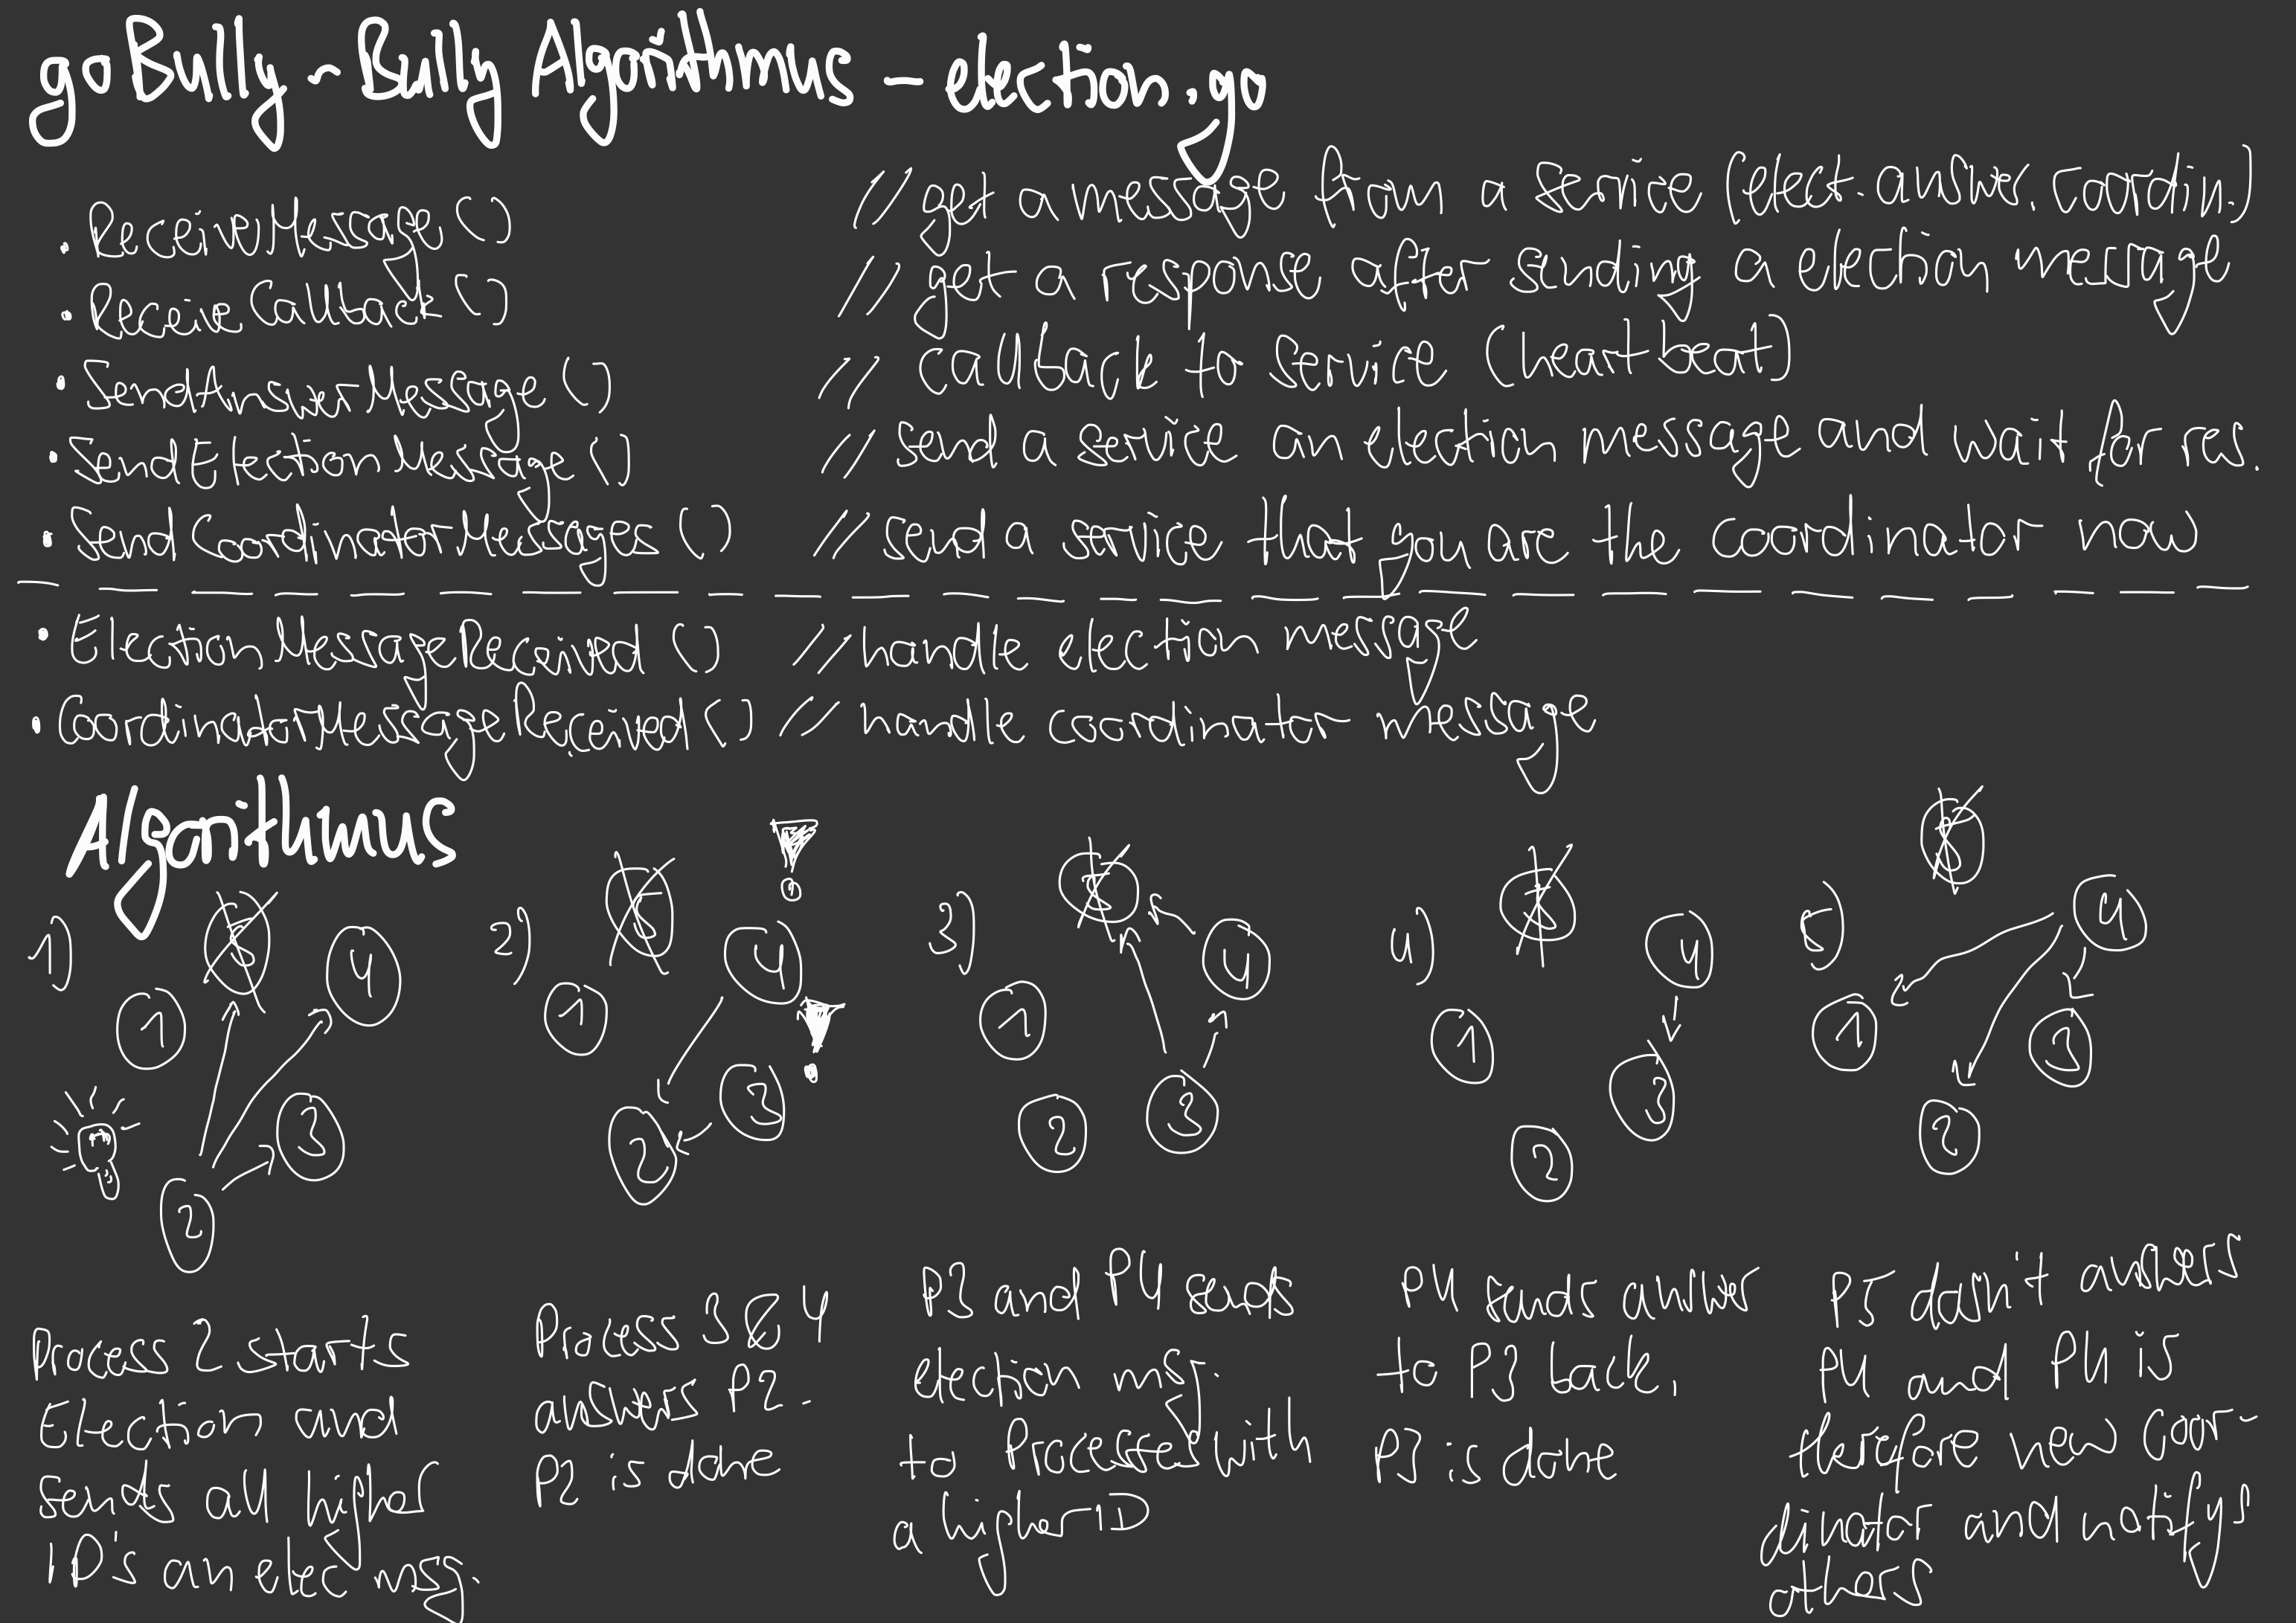 goBully - Bully Algorithmus - election.go
• ReceiveMessage () // get a message from a service (elect. answer. coordin.)
• ReceiveCallback () // get a response after sending a election message
• SendAnswerMessage () // callback to service (heart beat)
• SendElectionMessage () // send a service an election message and wait for res.
• SendCoordinatorMessages () // send a service that you are the coordinator now
• ElectionMessageReceived () // handle election message
• CoordinatorMessageReceived () // handle coordinator message
Algorithmus
1) 5 4 1 3 2
2) 5 4 1 3 2
3) 5 4 1 2 3
4) 5 4 1 3 2
5) 5 4 1 3 2
Process 2 starts
Election and
sends all higher
ID's an elec msg.
Process 3 & 4
answers P2.
P2 is done
P3 and P4 sends
election msg.
to Processes with
a higher ID
P4 sends answer
to P3 back.
P3 is done
P5 don't answers
P4 and P4 is
therefore new Coor-
dinator and notifys
others